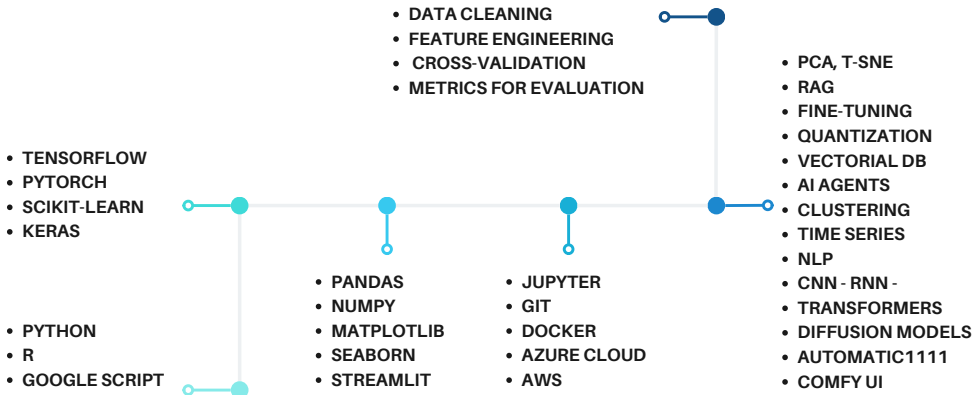 • DATA CLEANING
• FEATURE ENGINEERING
• CROSS-VALIDATION
• METRICS FOR EVALUATION
• TENSORFLOW
• PYTORCH
• SCIKIT-LEARN
• KERAS
• PYTHON
• R
• GOOGLE SCRIPT
• PANDAS
• NUMPY
• MATPLOTLIB
• SEABORN
• STREAMLIT
• JUPYTER
• GIT
• DOCKER
• AZURE CLOUD
• AWS
• PCA, T-SNE
• RAG
• FINE-TUNING
• QUANTIZATION
• VECTORIAL DB
• AI AGENTS
• CLUSTERING
• TIME SERIES
• NLP
• CNN - RNN -
• TRANSFORMERS
• DIFFUSION MODELS
• AUTOMATIC1111
• COMFY UI